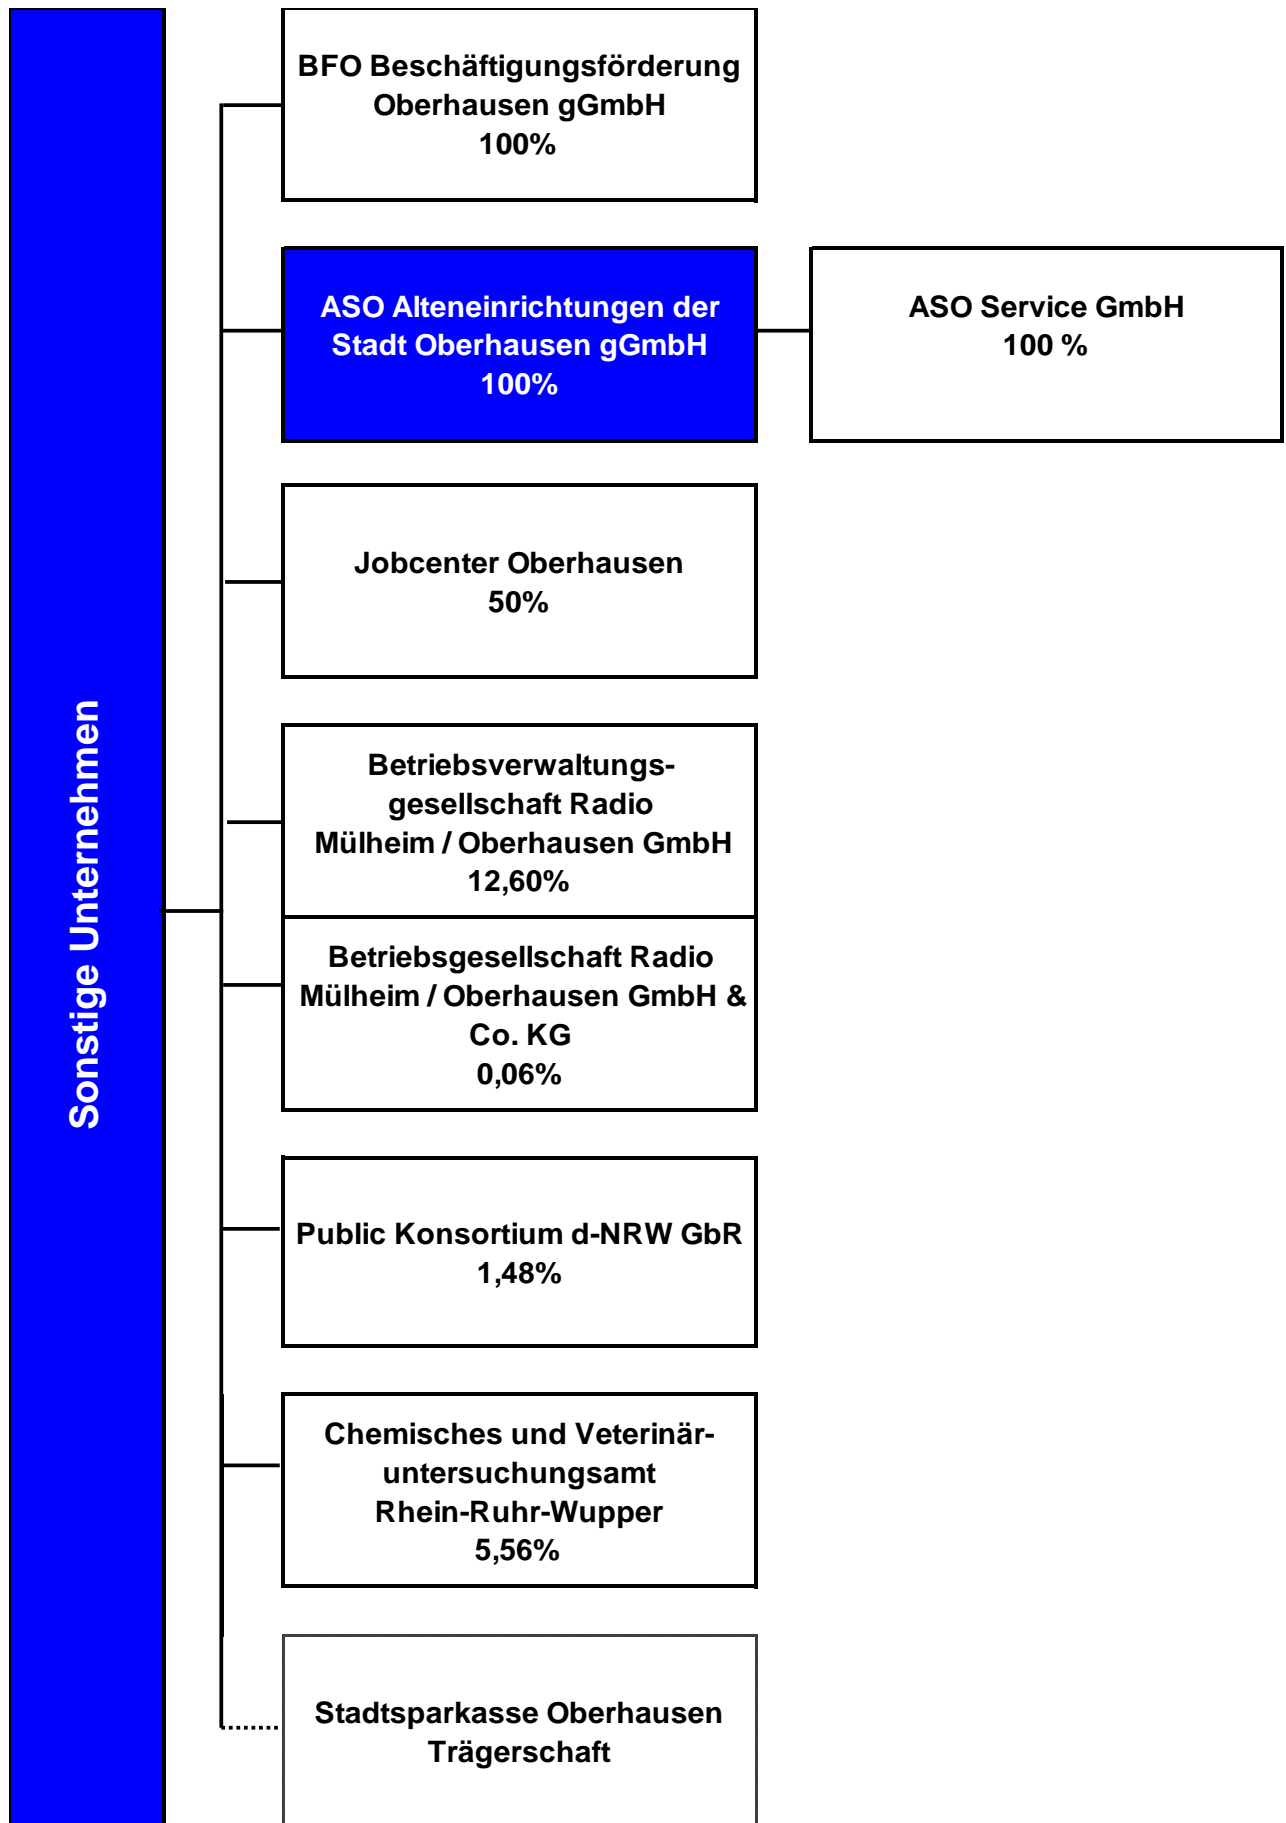 Sonstige Unternehmen
BFO Beschäftigungsförderung
Oberhausen gGmbH
100%
ASO Alteneinrichtungen der
Stadt Oberhausen gGmbH
100%
ASO Service GmbH
100 %
Jobcenter Oberhausen
50%
Betriebsverwaltungs-
gesellschaft Radio
Mülheim / Oberhausen GmbH
12,60%
Betriebsgesellschaft Radio
Mülheim / Oberhausen GmbH &
Co. KG
0,06%
Public Konsortium d-NRW GbR
1,48%
Chemisches und Veterinär-
untersuchungsamt
Rhein-Ruhr-Wupper
5,56%
Stadtsparkasse Oberhausen
Trägerschaft